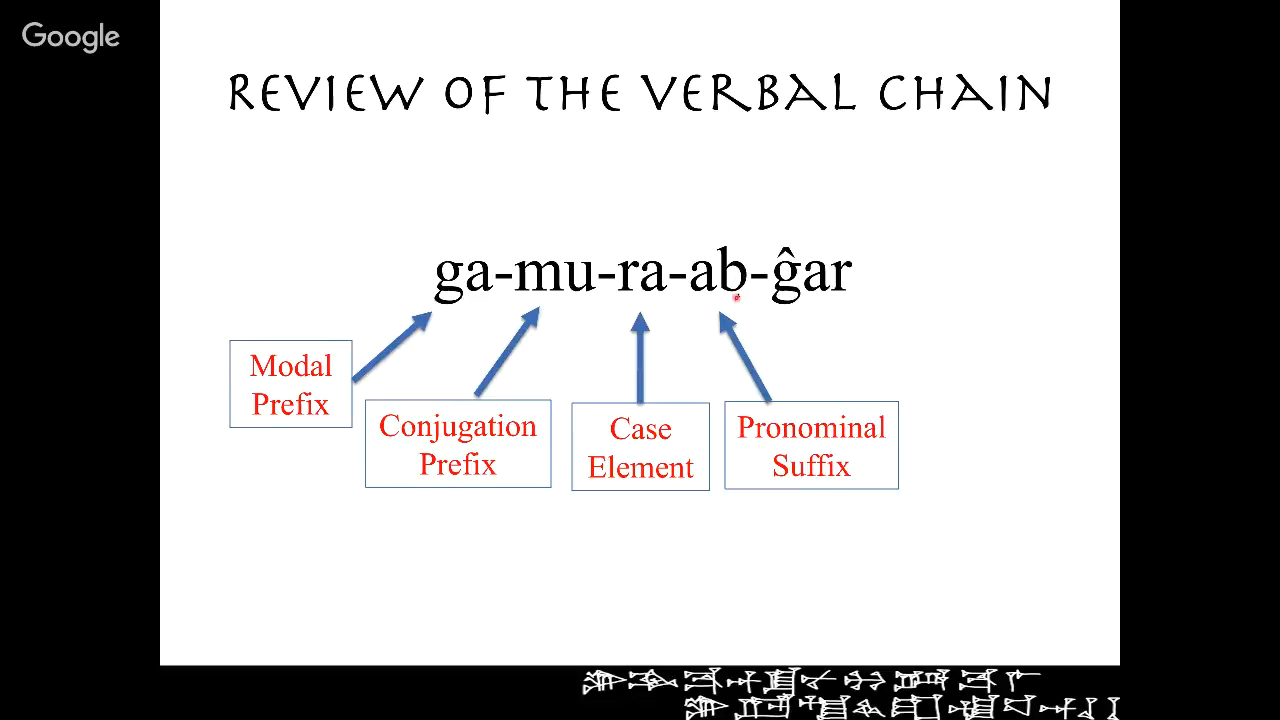 Google
REVIEW OF THE VERBAL CHAIN
ga-mu-ra-ab-ĝar
Modal
Prefix
Conjugation
Prefix
Case
Element
Pronominal
Suffix